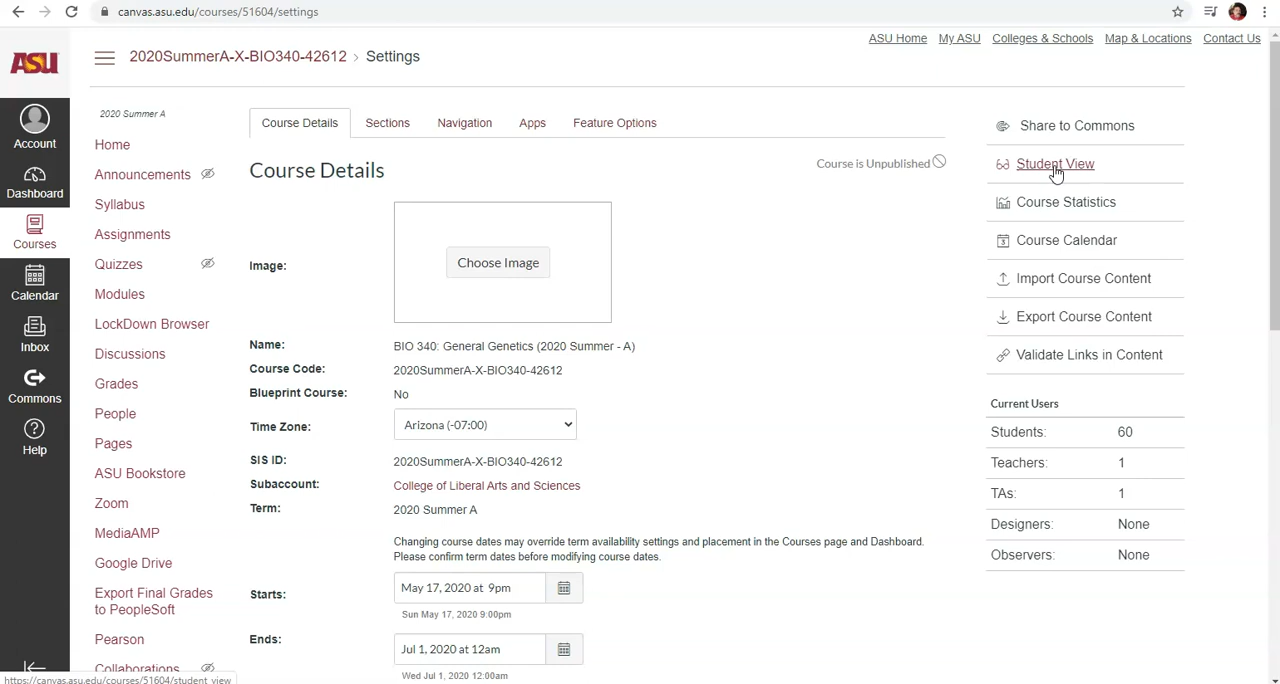 canvas.asu.edu/courses/51604/settings
ASU Home My ASU Colleges & Schools Map & Locations Contact Us
ASU
2020SummerA-X-BIO340-42612 › Settings
Account
Dashboard
Courses
Calendar
Inbox
Commons
Help
2020 Summer A
Home
Announcements
Syllabus
Assignments
Quizzes
Modules
LockDown Browser
Discussions
Grades
People
Pages
ASU Bookstore
Zoom
MediaAMP
Google Drive
Export Final Grades
to PeopleSoft
Pearson
Collaborations
Course Details Sections Navigation Apps Feature Options
Course Details
Course is Unpublished
Image:
Choose Image
Name: BIO 340: General Genetics (2020 Summer - A)
Course Code: 2020SummerA-X-BIO340-42612
Blueprint Course: No
Time Zone: Arizona (-07:00)
SIS ID: 2020SummerA-X-BIO340-42612
Subaccount: College of Liberal Arts and Sciences
Term: 2020 Summer A
Changing course dates may override term availability settings and placement in the Courses page and Dashboard.
Please confirm term dates before modifying course dates.
Starts: May 17, 2020 at 9pm
Sun May 17, 2020 9:00pm
Ends: Jul 1, 2020 at 12am
Wed Jul 1, 2020 12:00am
Share to Commons
Student View
Course Statistics
Course Calendar
Import Course Content
Export Course Content
Validate Links in Content
Current Users
Students: 60
Teachers: 1
TAs: 1
Designers: None
Observers: None
https://canvas.asu.edu/courses/51604/student_view